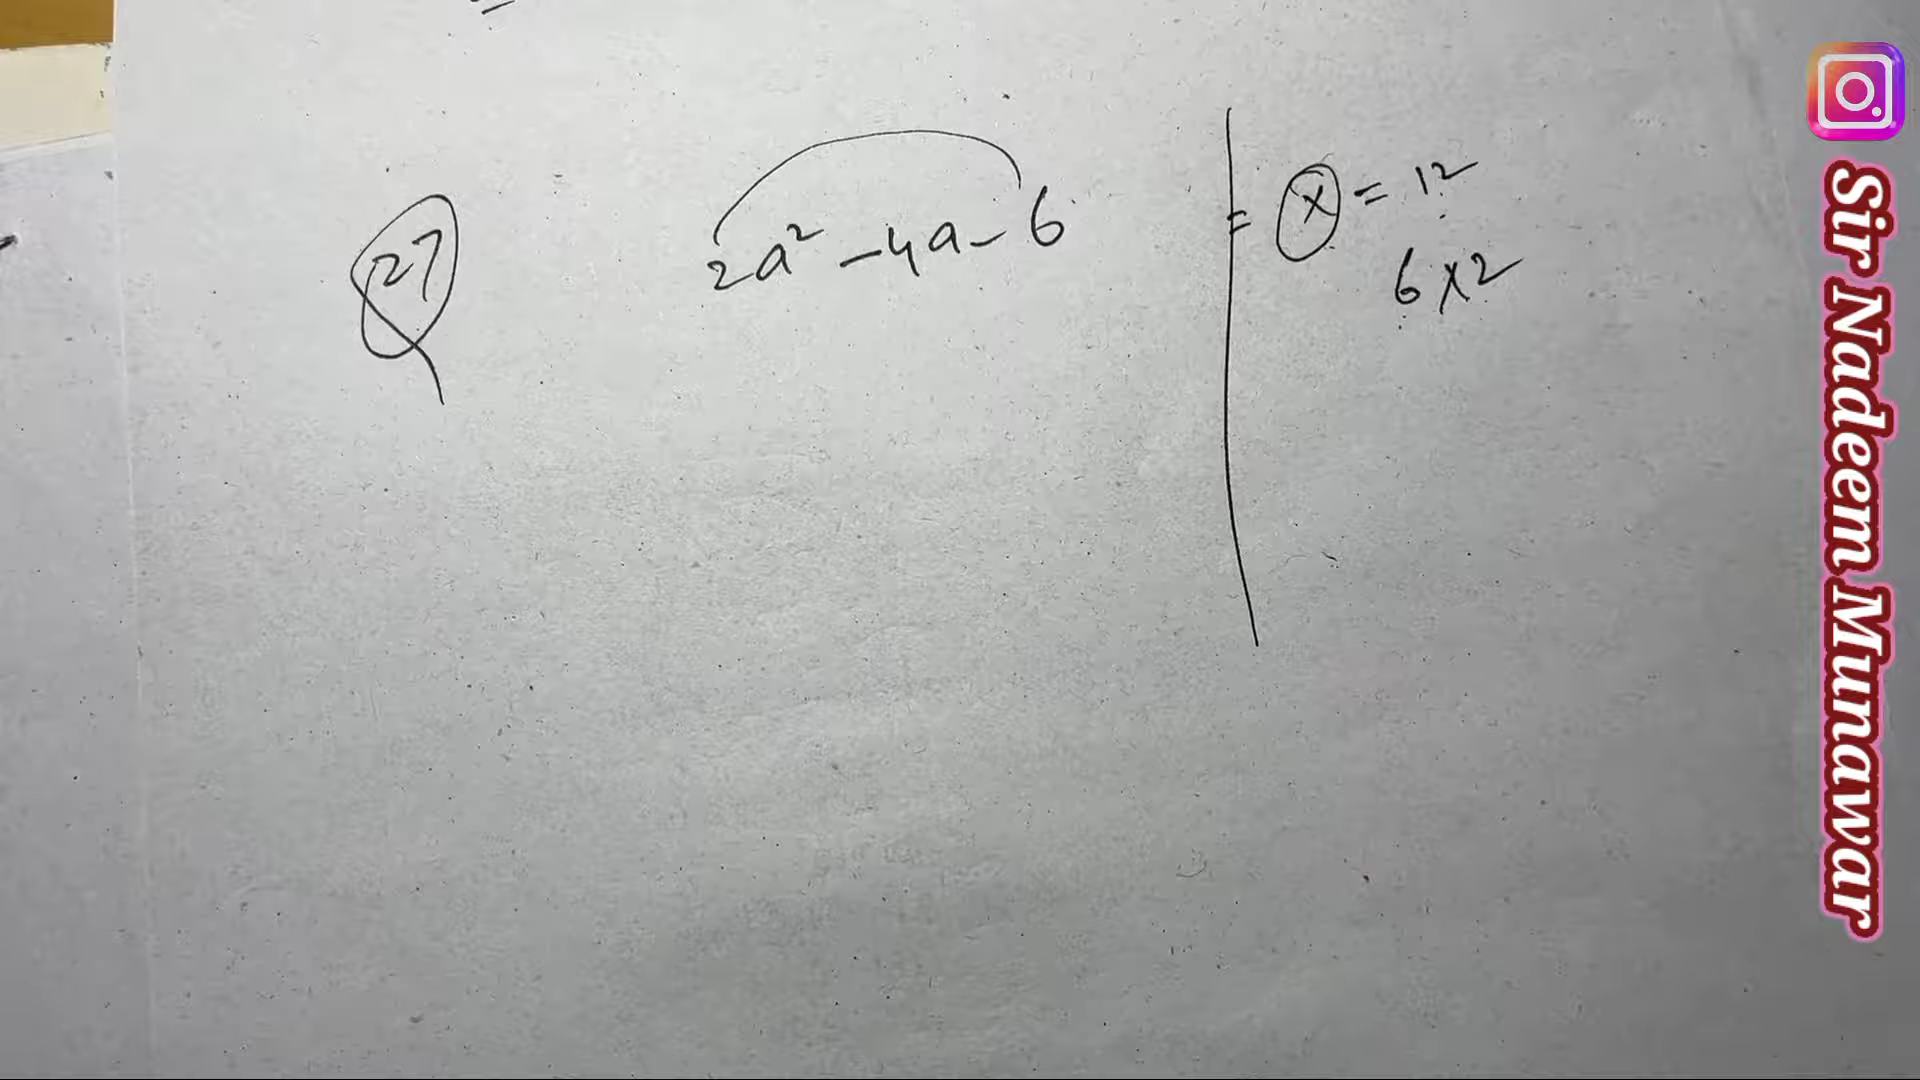 27
2a² - 4a - 6
= x = 12
6 x 2
Sir Nadeem Munawar